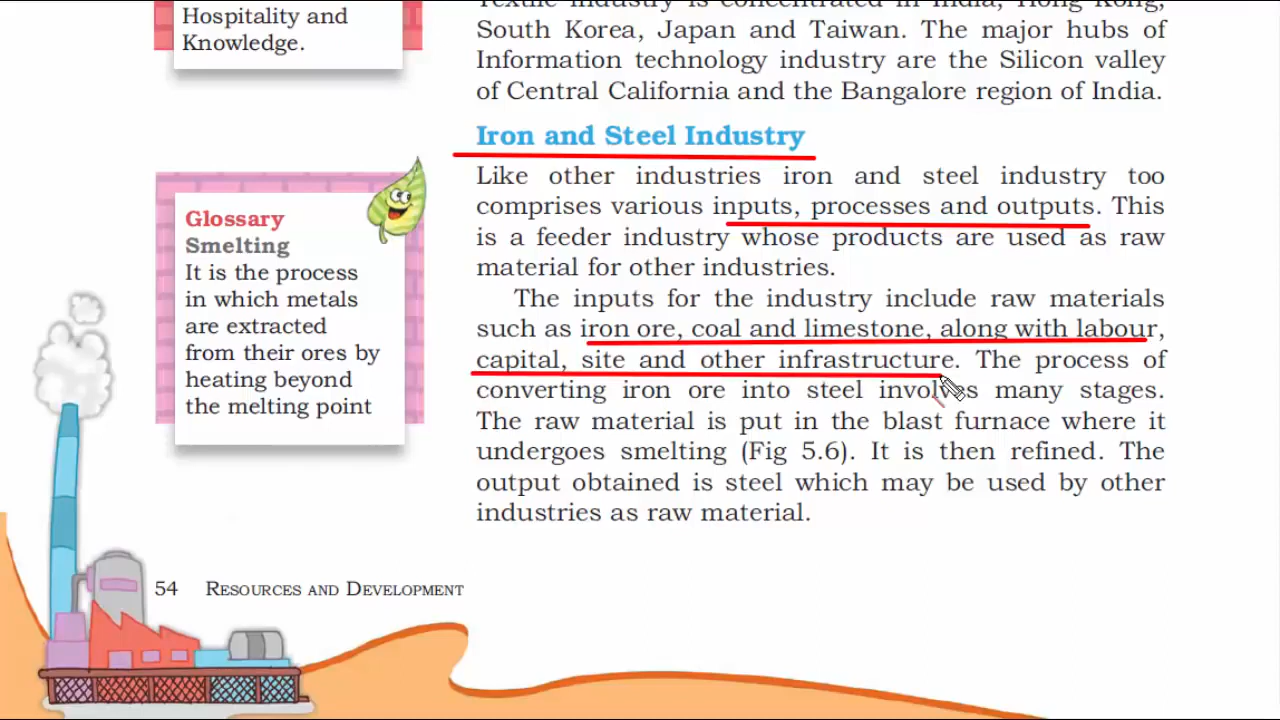 Hospitality and
Knowledge.
Textile industry is concentrated in India, Hong Kong,
South Korea, Japan and Taiwan. The major hubs of
Information technology industry are the Silicon valley
of Central California and the Bangalore region of India.
Iron and Steel Industry
Like other industries iron and steel industry too
comprises various inputs, processes and outputs. This
is a feeder industry whose products are used as raw
material for other industries.
The inputs for the industry include raw materials
such as iron ore, coal and limestone, along with labour,
capital, site and other infrastructure. The process of
converting iron ore into steel involves many stages.
The raw material is put in the blast furnace where it
undergoes smelting (Fig 5.6). It is then refined. The
output obtained is steel which may be used by other
industries as raw material.
Glossary
Smelting
It is the process
in which metals
are extracted
from their ores by
heating beyond
the melting point
54 RESOURCES AND DEVELOPMENT